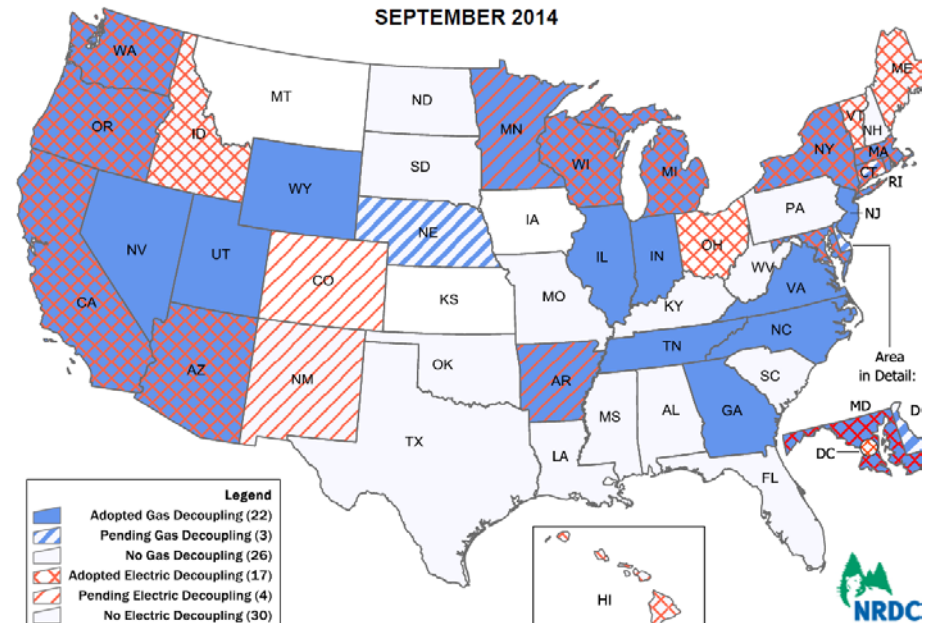 SEPTEMBER 2014
WA
MT
ND
MN
ME
OR
ID
SD
WI
MI
NY
VT
NH
MA
CT
RI
WY
IA
PA
NJ
NE
NV
UT
IL
IN
OH
CO
WV
VA
CA
KS
MO
KY
AZ
NM
OK
AR
TN
NC
SC
Area
in Detail:
TX
MS
AL
GA
LA
FL
MD
D
DC
Legend
Adopted Gas Decoupling (22)
Pending Gas Decoupling (3)
No Gas Decoupling (26)
Adopted Electric Decoupling (17)
Pending Electric Decoupling (4)
No Electric Decoupling (30)
HI
NRDC